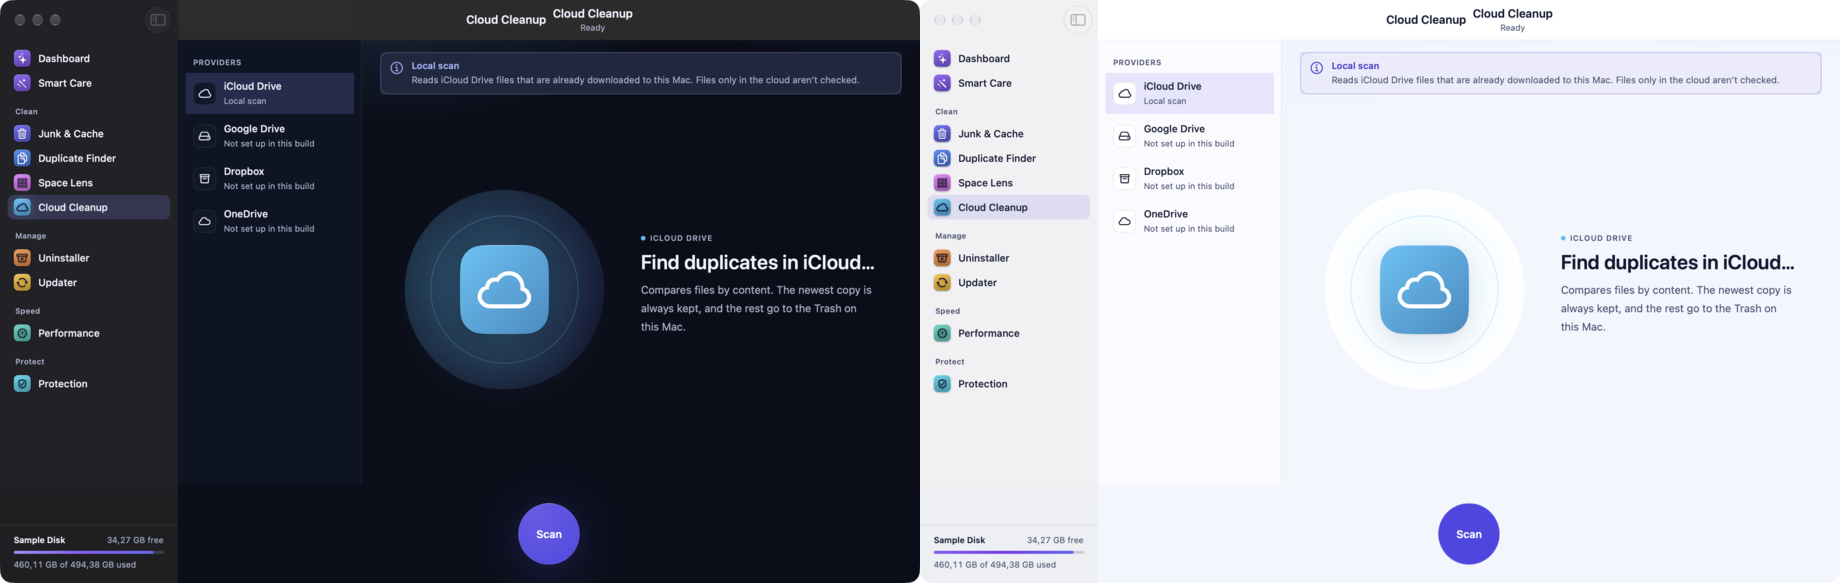 Cloud Cleanup
Cloud Cleanup
Ready
Dashboard
Smart Care
Clean
Junk & Cache
Duplicate Finder
Space Lens
Cloud Cleanup
Manage
Uninstaller
Updater
Speed
Performance
Protect
Protection
Sample Disk 34,27 GB free
460,11 GB of 494,38 GB used
PROVIDERS
iCloud Drive
Local scan
Google Drive
Not set up in this build
Dropbox
Not set up in this build
OneDrive
Not set up in this build
Local scan
Reads iCloud Drive files that are already downloaded to this Mac. Files only in the cloud aren't checked.
ICLOUD DRIVE
Find duplicates in iCloud...
Compares files by content. The newest copy is
always kept, and the rest go to the Trash on
this Mac.
Scan
Cloud Cleanup
Cloud Cleanup
Ready
Dashboard
Smart Care
Clean
Junk & Cache
Duplicate Finder
Space Lens
Cloud Cleanup
Manage
Uninstaller
Updater
Speed
Performance
Protect
Protection
Sample Disk 34,27 GB free
460,11 GB of 494,38 GB used
PROVIDERS
iCloud Drive
Local scan
Google Drive
Not set up in this build
Dropbox
Not set up in this build
OneDrive
Not set up in this build
Local scan
Reads iCloud Drive files that are already downloaded to this Mac. Files only in the cloud aren't checked.
ICLOUD DRIVE
Find duplicates in iCloud...
Compares files by content. The newest copy is
always kept, and the rest go to the Trash on
this Mac.
Scan